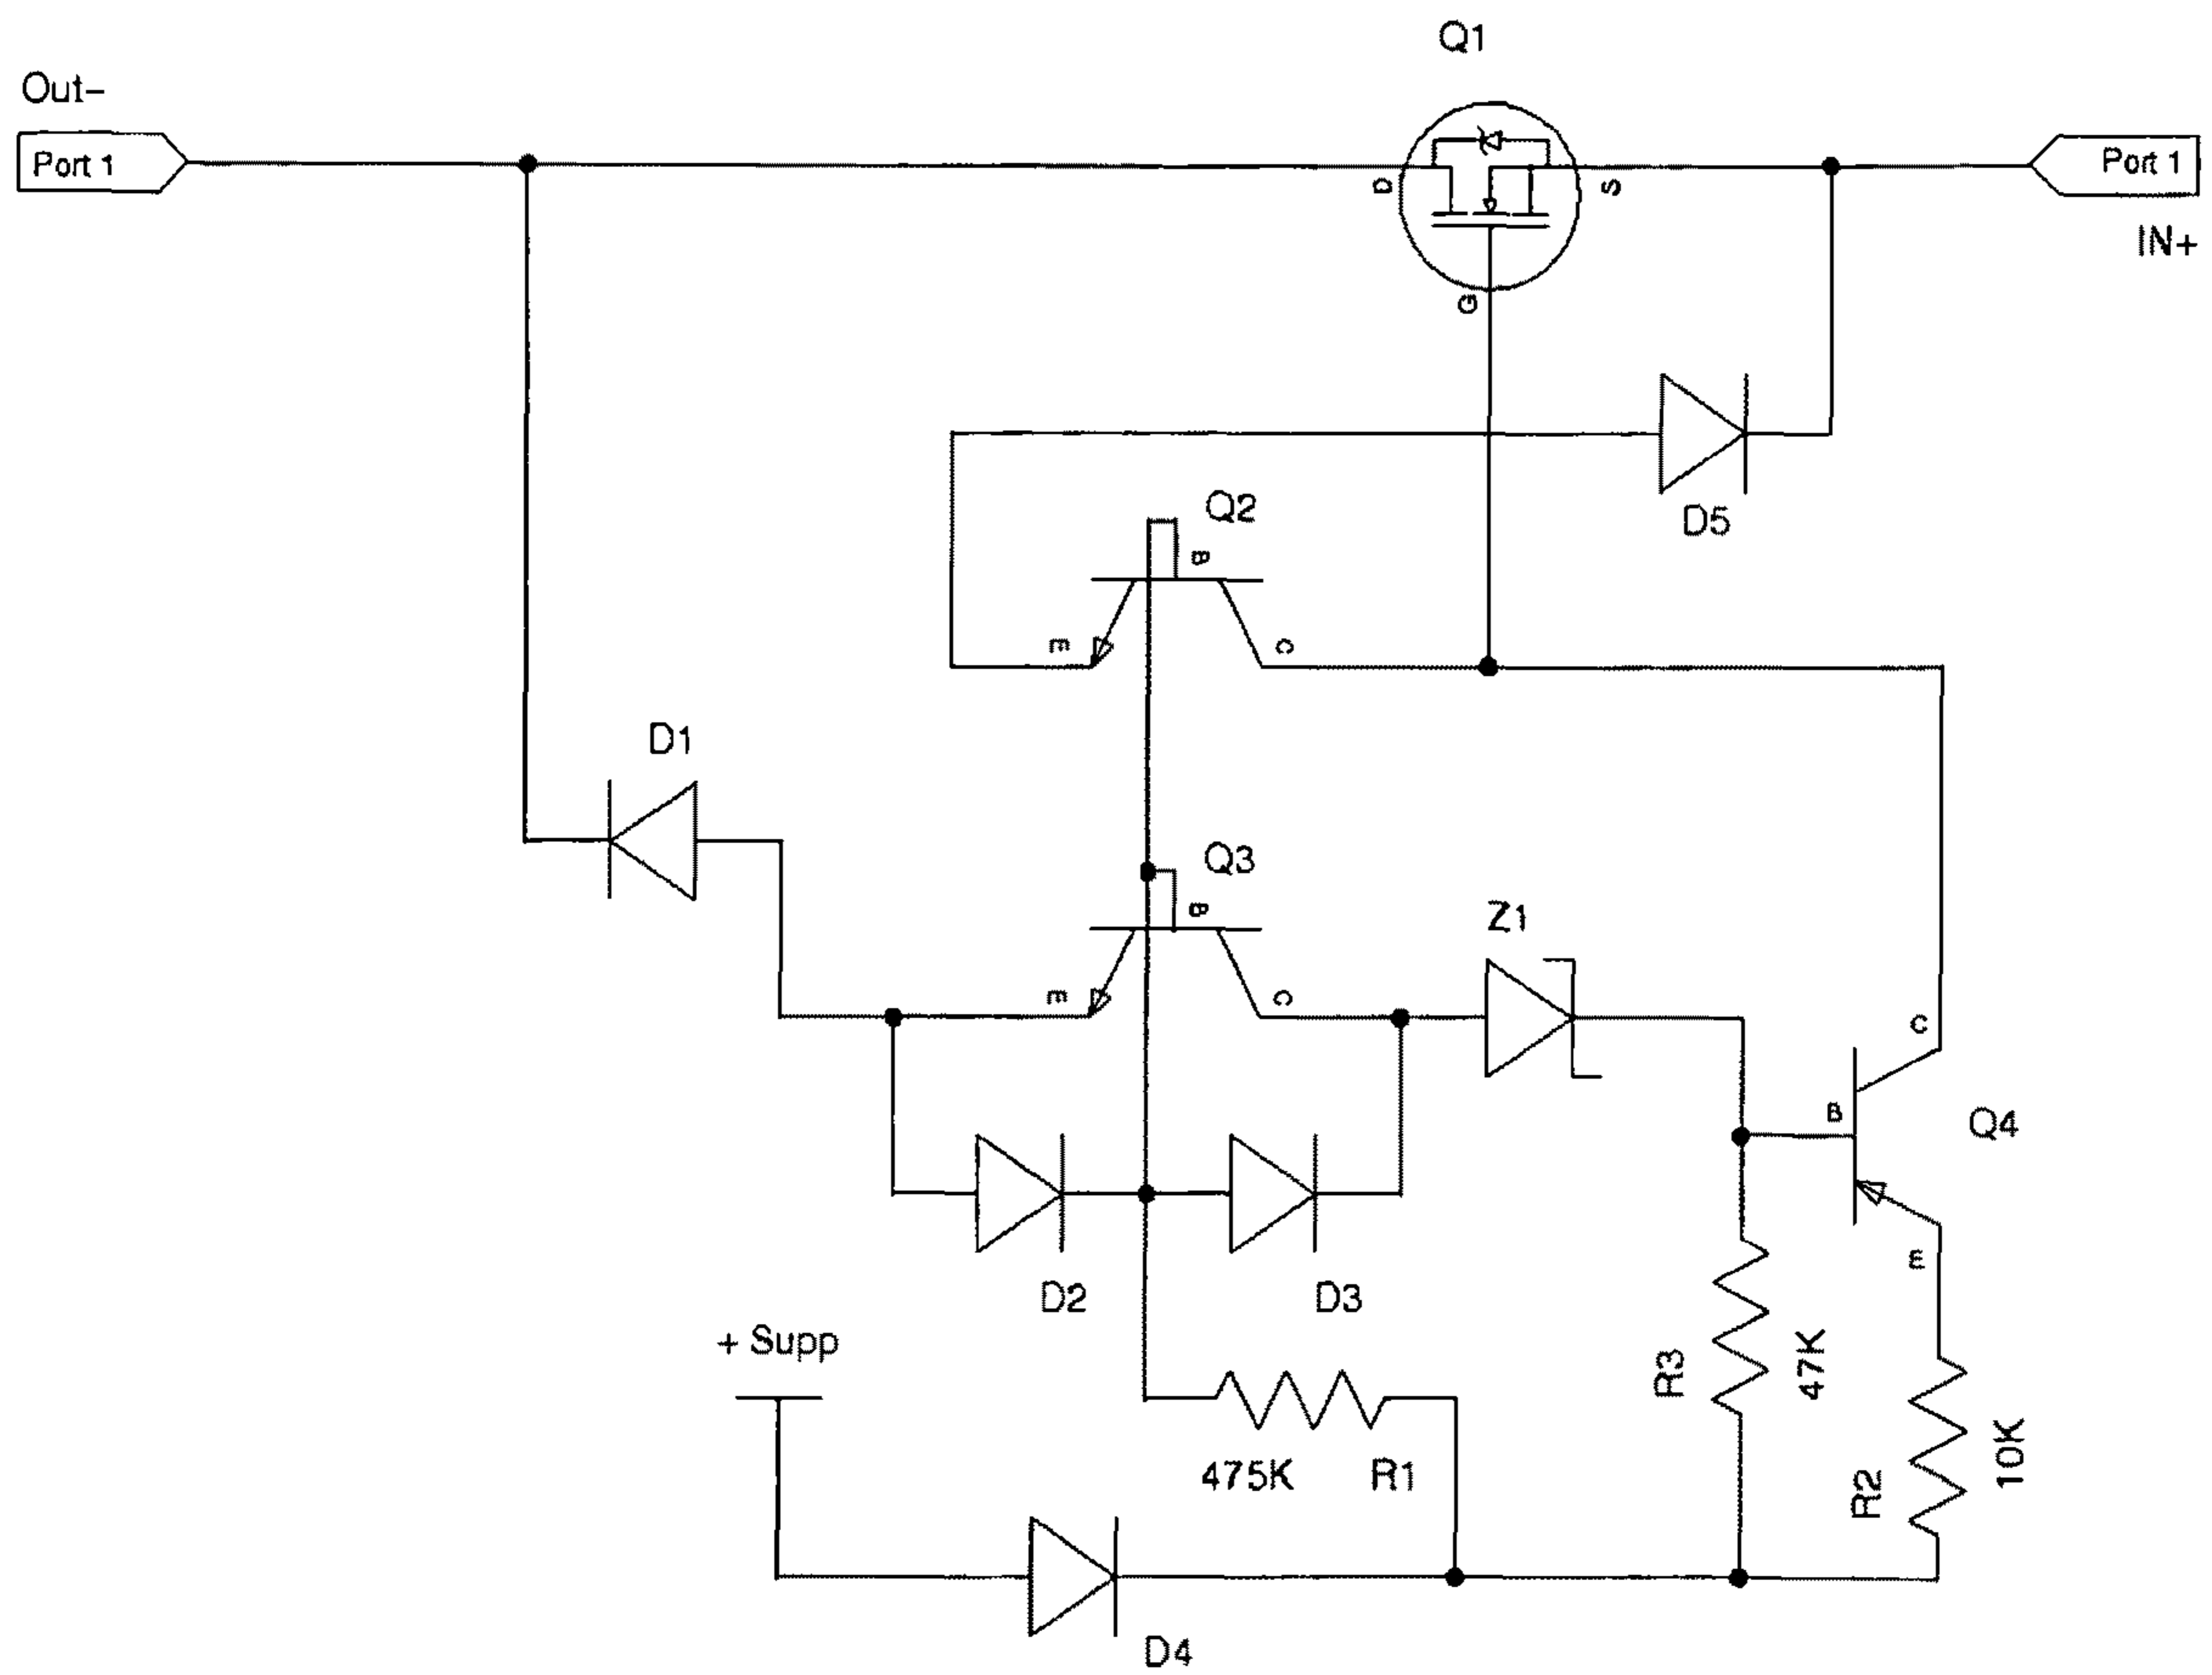 Q1
Out-
Port 1
Port 1
D
S
IN+
G
Q2
B
D5
E
C
D1
Q3
B
Z1
E
C
C
B
Q4
E
D2
D3
+ Supp
R3
47K
475K
R1
R2
10K
D4